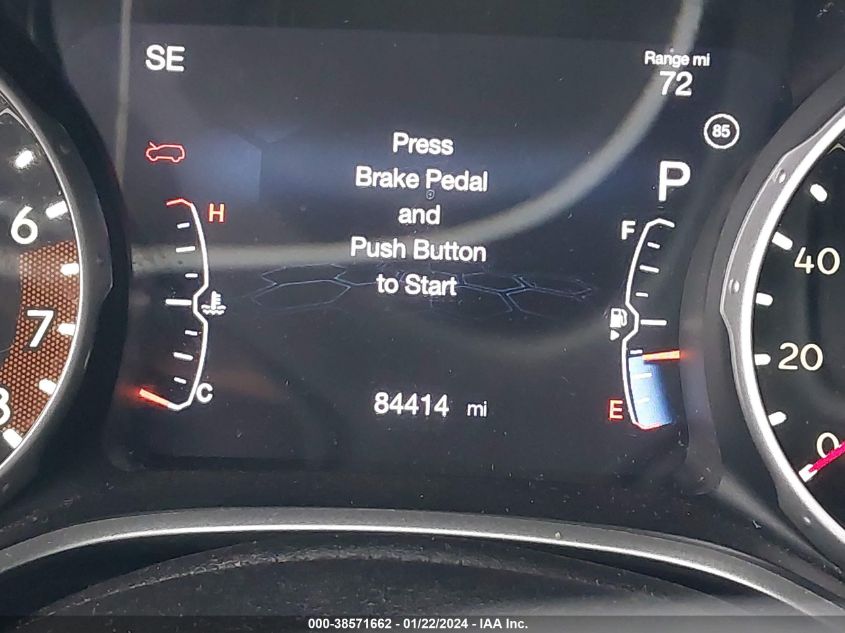 SE
Range mi
72
85
Press
Brake Pedal
and
Push Button
to Start
P
H
C
F
E
84414 mi
6
7
8
40
20
0
000-38571662 - 01/22/2024 - IAA Inc.